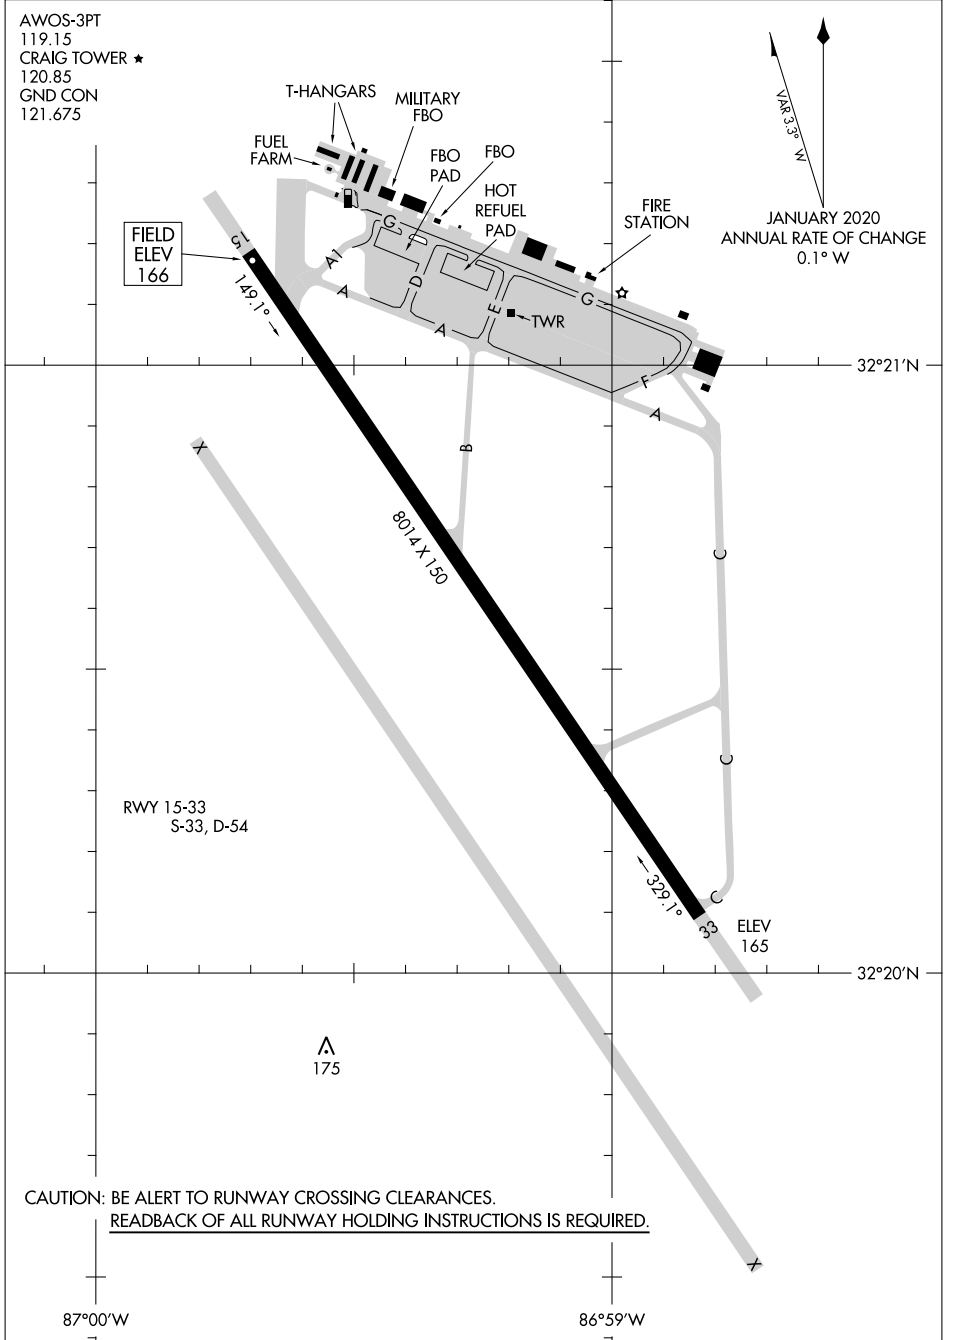 AWOS-3PT
119.15
CRAIG TOWER ★
120.85
GND CON
121.675
VAR 3.3° W
JANUARY 2020
ANNUAL RATE OF CHANGE
0.1° W
T-HANGARS
MILITARY
FBO
FUEL
FARM
FBO
PAD
FBO
HOT
REFUEL
PAD
FIRE
STATION
FIELD
ELEV
166
15
149.1°
G
A1
A
D
A
E
TWR
G
F
A
32°21'N
B
8014 X 150
X
C
C
RWY 15-33
S-33, D-54
329.1°
C
33
ELEV
165
32°20'N
175
CAUTION: BE ALERT TO RUNWAY CROSSING CLEARANCES.
READBACK OF ALL RUNWAY HOLDING INSTRUCTIONS IS REQUIRED.
X
87°00'W
86°59'W